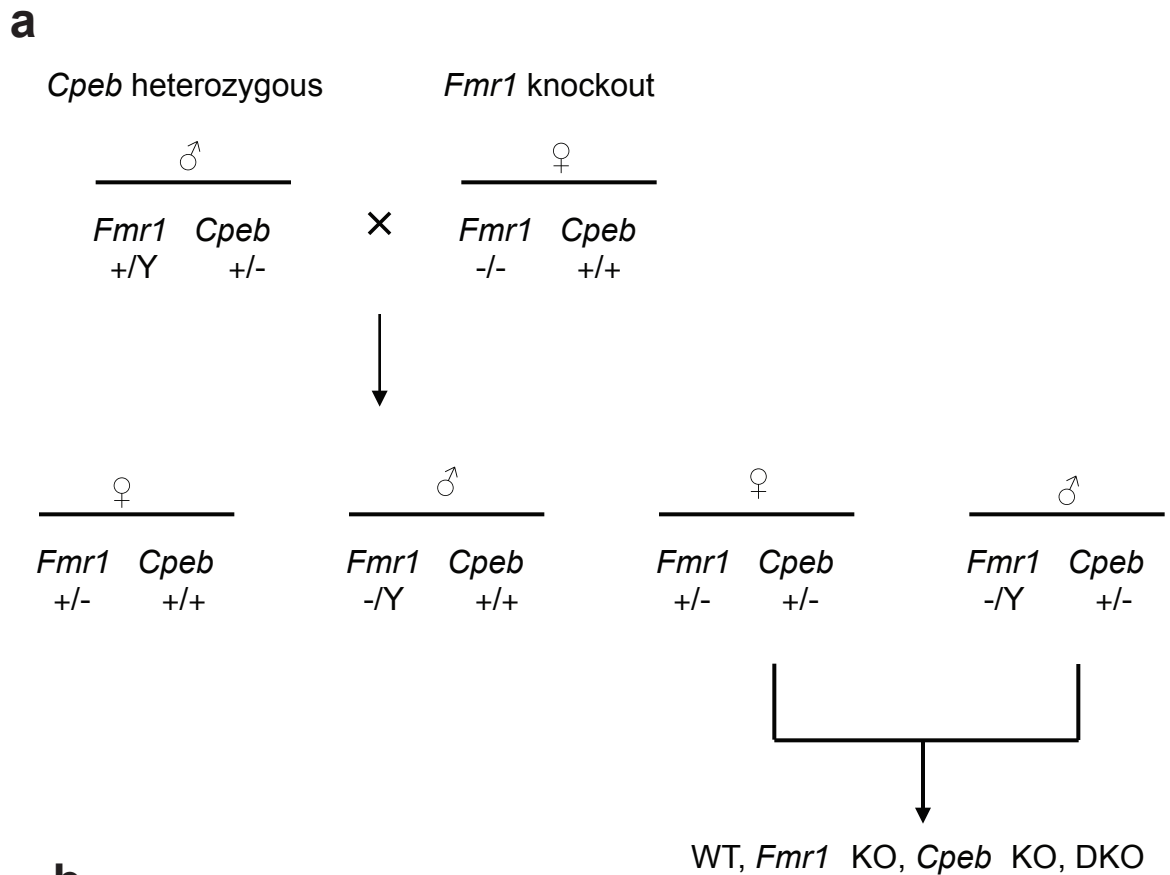 a
Cpeb heterozygous Fmr1 knockout
♂ ♀
Fmr1 Cpeb × Fmr1 Cpeb
+/Y +/- -/- +/+
♀ ♂ ♀ ♂
Fmr1 Cpeb Fmr1 Cpeb Fmr1 Cpeb Fmr1 Cpeb
+/- +/+ -/Y +/+ +/- +/- -/Y +/-
WT, Fmr1 KO, Cpeb KO, DKO